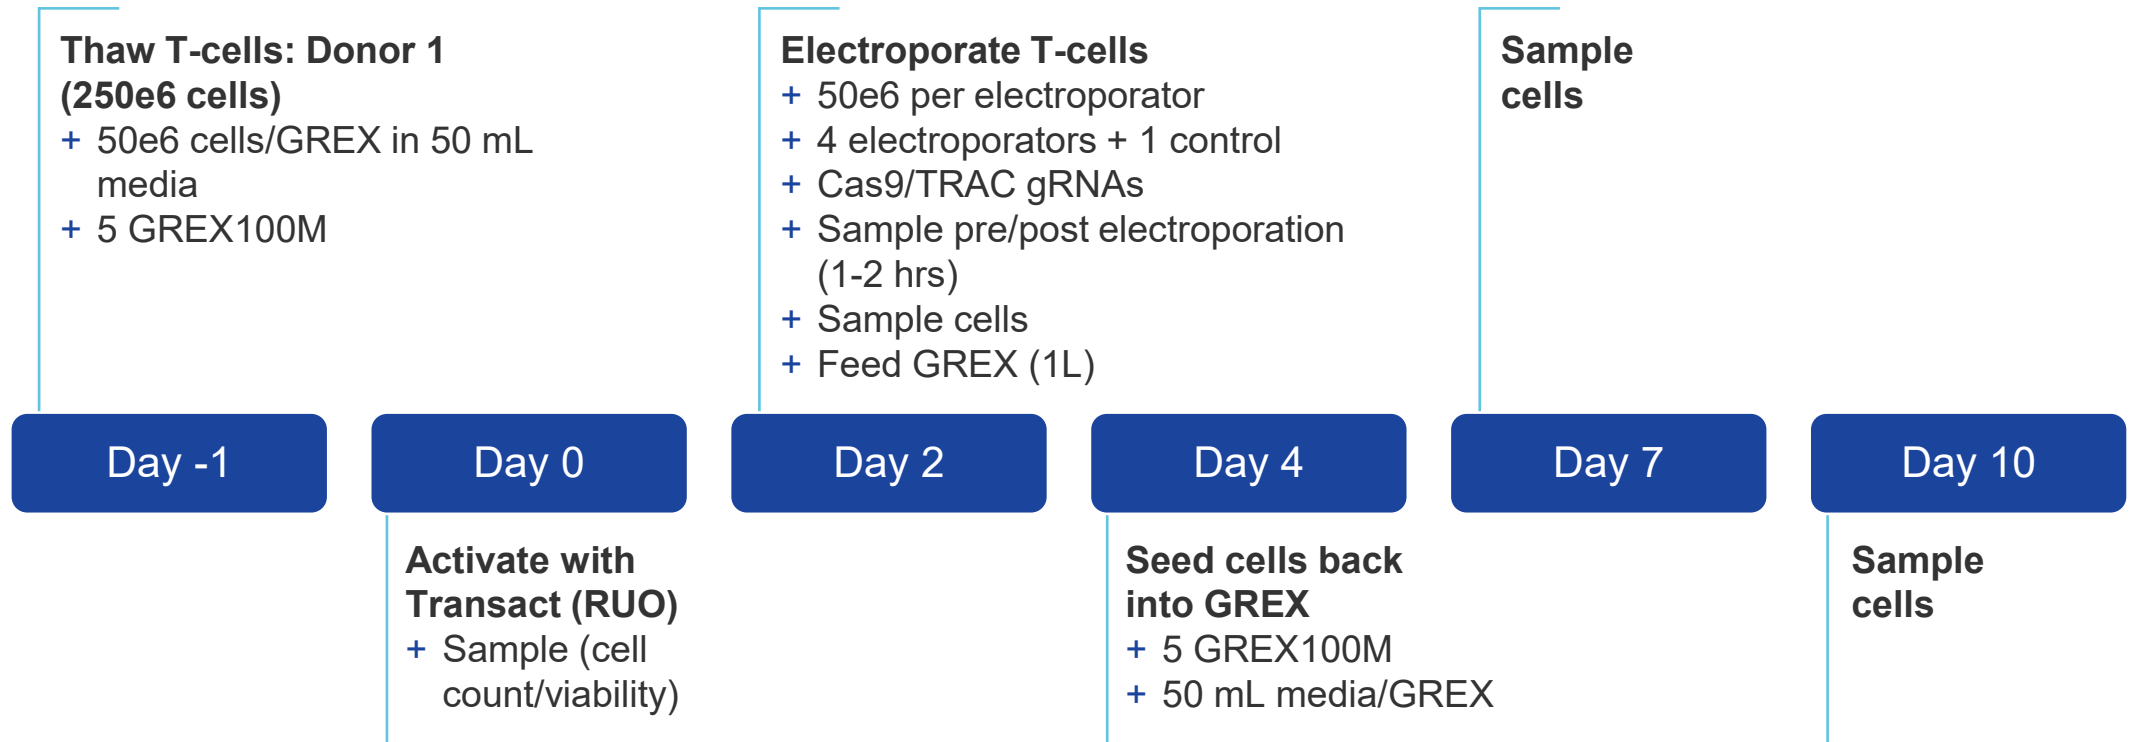 Thaw T-cells: Donor 1
(250e6 cells)
+ 50e6 cells/GREX in 50 mL
media
+ 5 GREX100M
Electroporate T-cells
+ 50e6 per electroporator
+ 4 electroporators + 1 control
+ Cas9/TRAC gRNAs
+ Sample pre/post electroporation
(1-2 hrs)
+ Sample cells
+ Feed GREX (1L)
Sample
cells
Day -1
Day 0
Day 2
Day 4
Day 7
Day 10
Activate with
Transact (RUO)
+ Sample (cell
count/viability)
Seed cells back
into GREX
+ 5 GREX100M
+ 50 mL media/GREX
Sample
cells